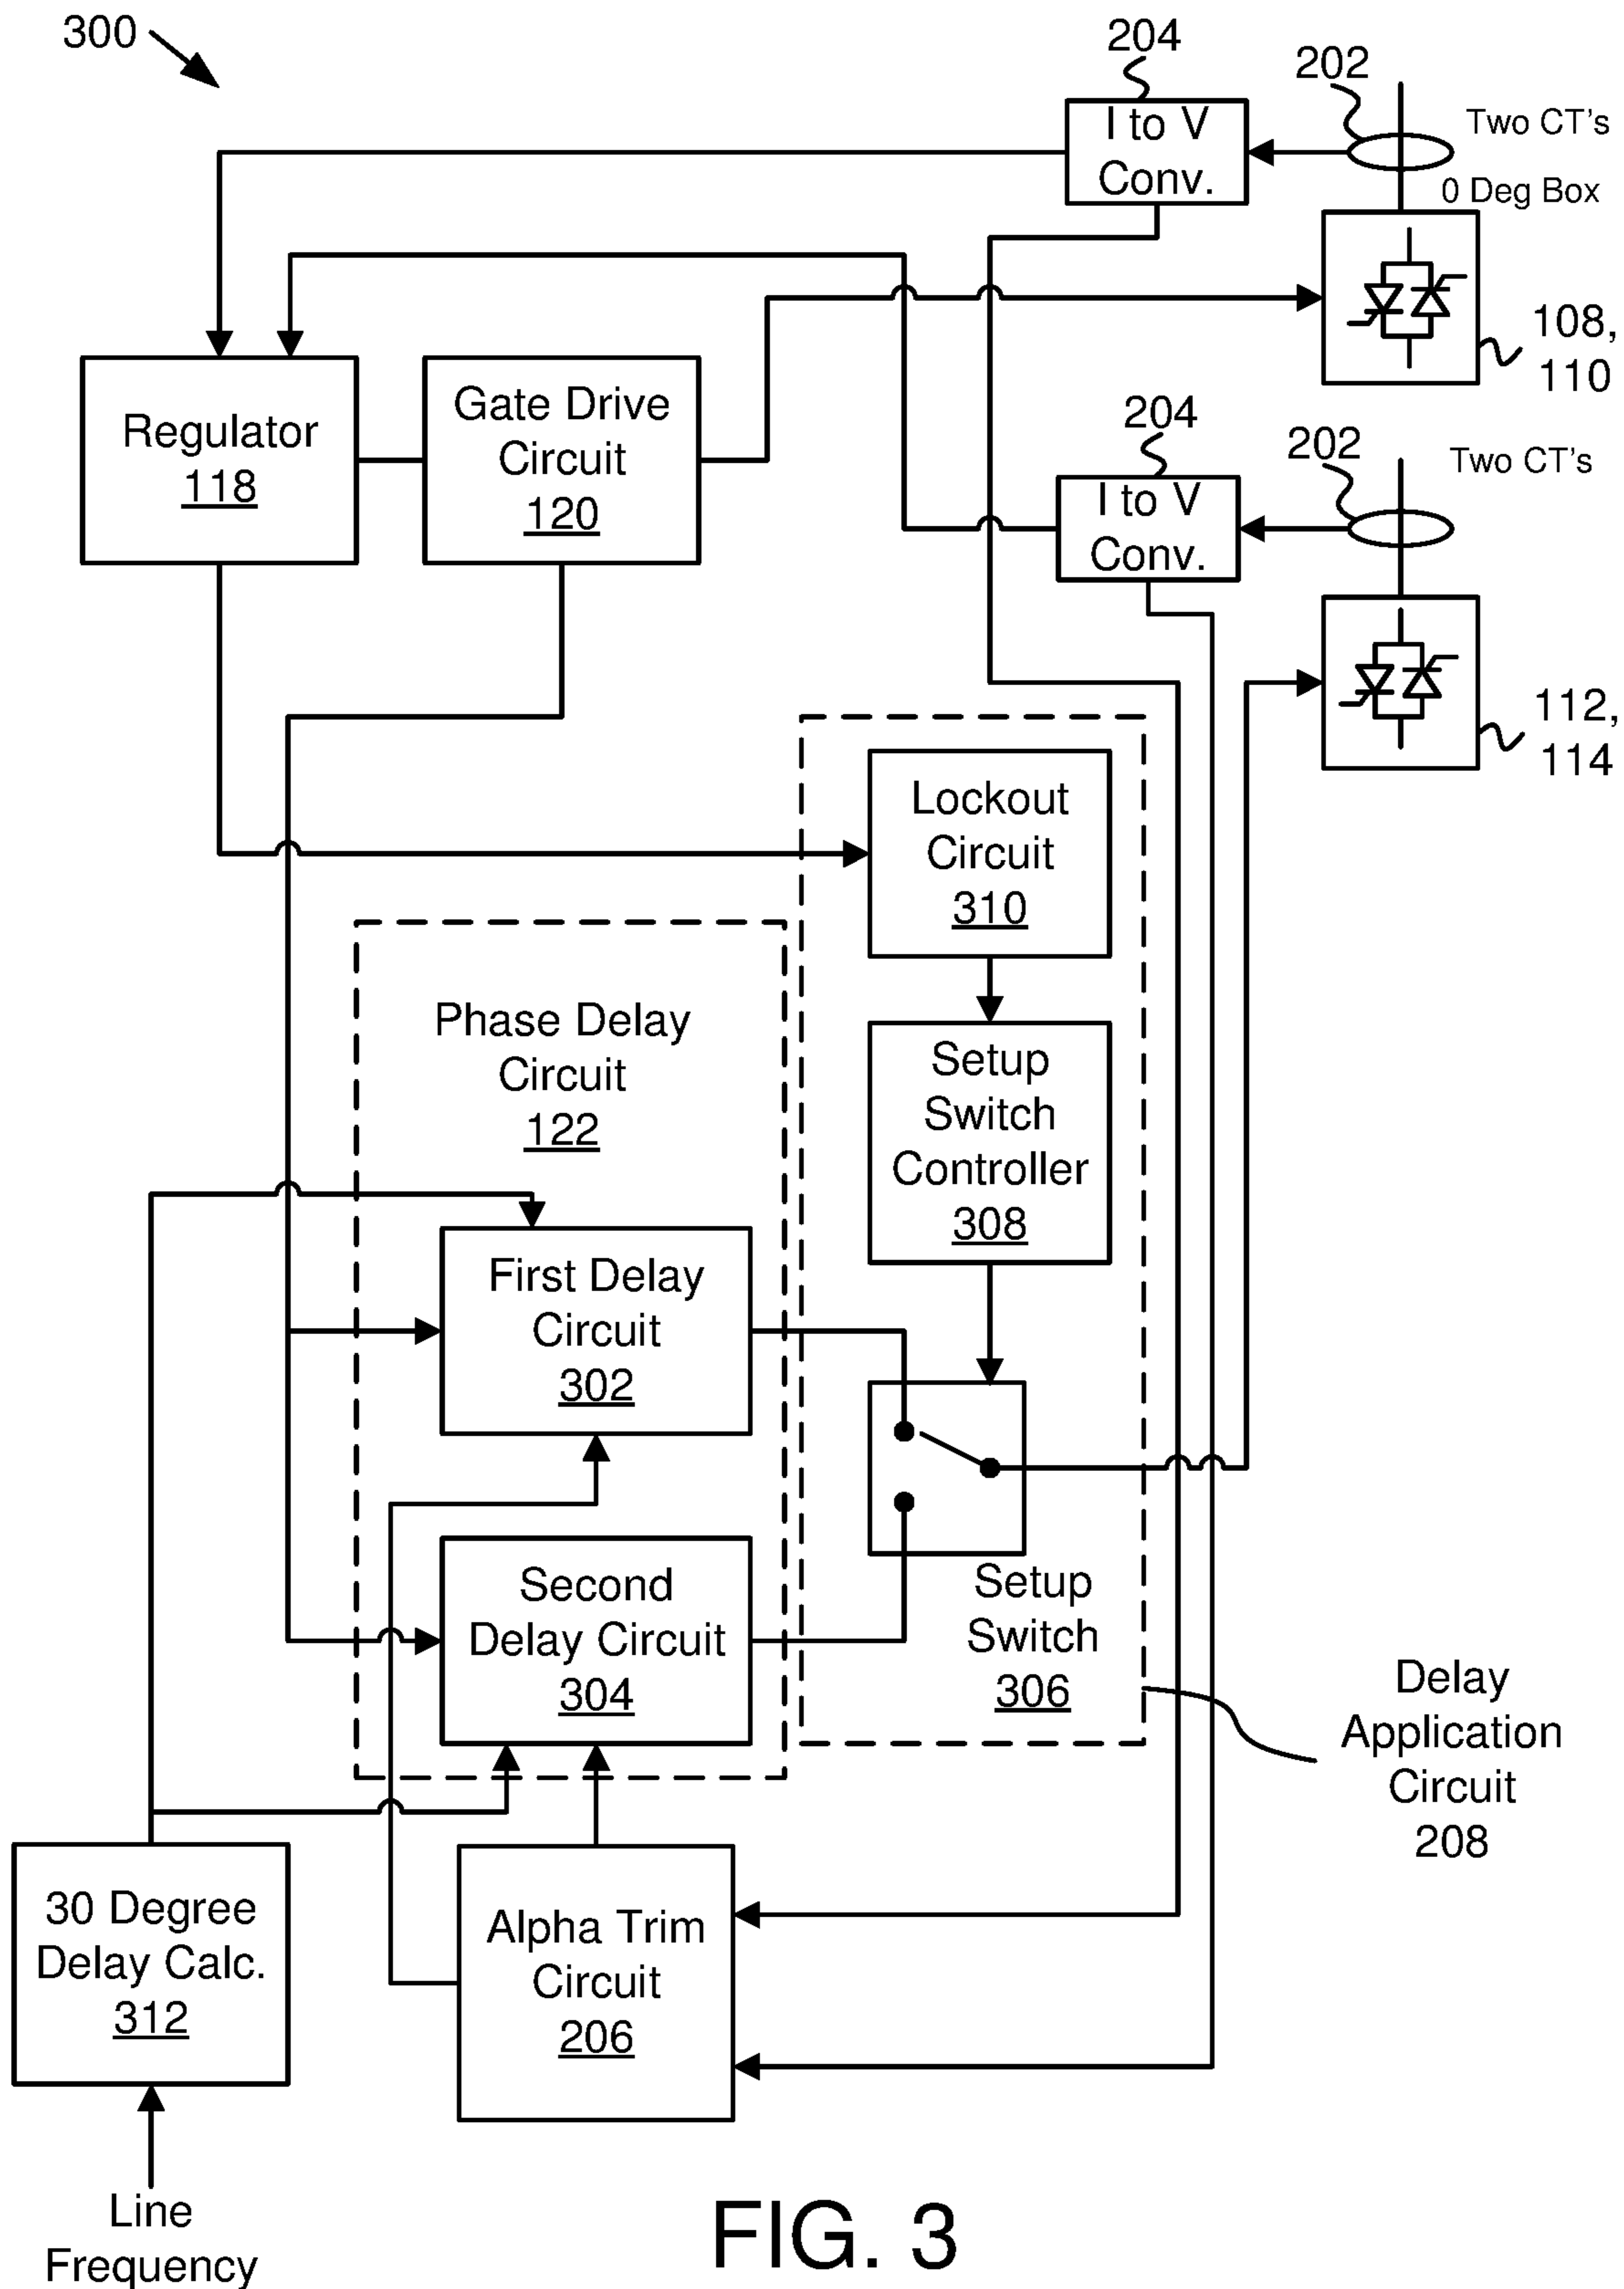 300
204
202
Two CT's
I to V
Conv.
0 Deg Box
108,
110
Regulator
118
Gate Drive
Circuit
120
204
202
Two CT's
I to V
Conv.
112,
114
Lockout
Circuit
310
Phase Delay
Circuit
122
Setup
Switch
Controller
308
First Delay
Circuit
302
Second
Delay Circuit
304
Setup
Switch
306
Delay
Application
Circuit
208
30 Degree
Delay Calc.
312
Alpha Trim
Circuit
206
Line
Frequency
FIG. 3